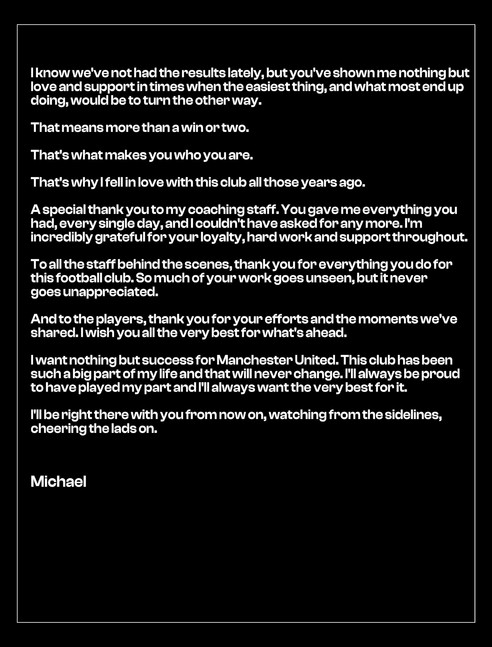 I know we've not had the results lately, but you've shown me nothing but
love and support in times when the easiest thing, and what most end up
doing, would be to turn the other way.
That means more than a win or two.
That's what makes you who you are.
That's why I fell in love with this club all those years ago.
A special thank you to my coaching staff. You gave me everything you
had, every single day, and I couldn't have asked for any more. I'm
incredibly grateful for your loyalty, hard work and support throughout.
To all the staff behind the scenes, thank you for everything you do for
this football club. So much of your work goes unseen, but it never
goes unappreciated.
And to the players, thank you for your efforts and the moments we've
shared. I wish you all the very best for what's ahead.
I want nothing but success for Manchester United. This club has been
such a big part of my life and that will never change. I'll always be proud
to have played my part and I'll always want the very best for it.
I'll be right there with you from now on, watching from the sidelines,
cheering the lads on.
Michael